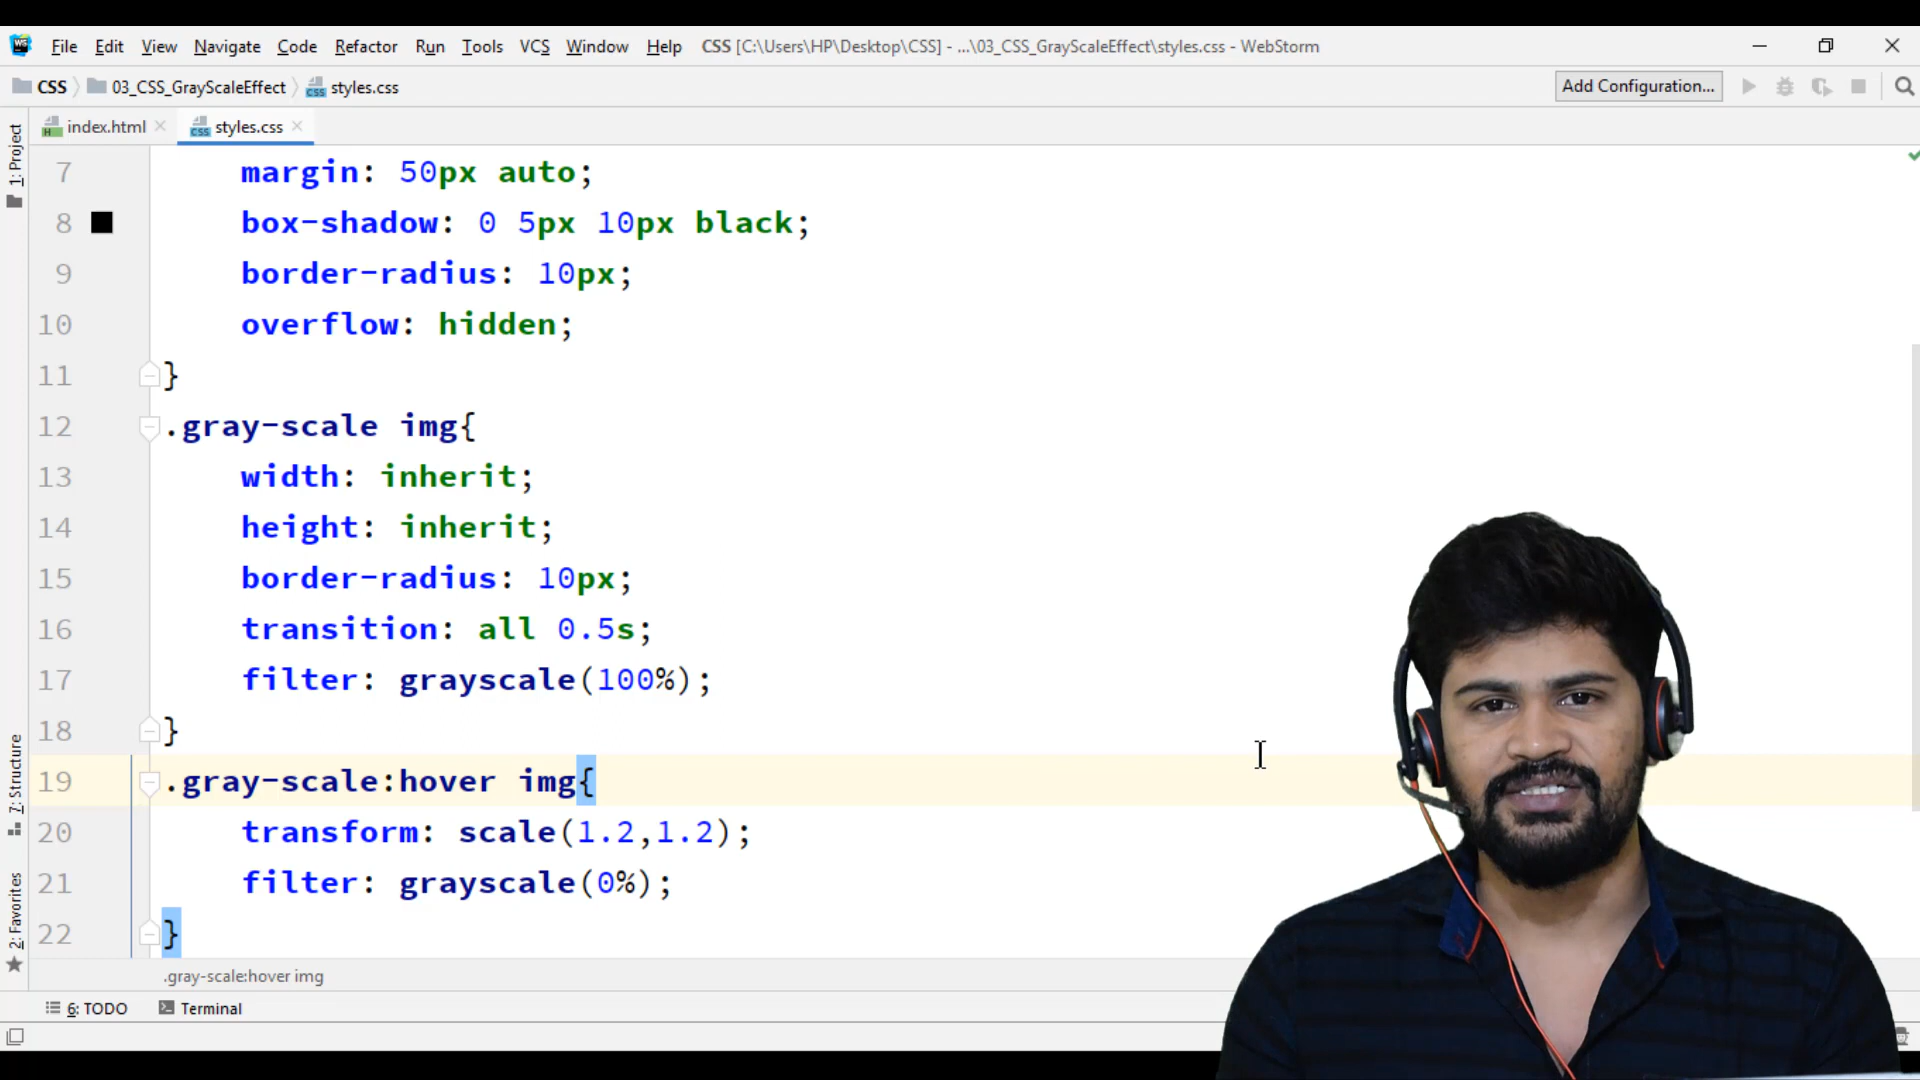 File Edit View Navigate Code Refactor Run Tools VCS Window Help CSS [C:\Users\HP\Desktop\CSS] - ...\03_CSS_GrayScaleEffect\styles.css - WebStorm
CSS 03_CSS_GrayScaleEffect styles.css Add Configuration...
index.html styles.css
1: Project
7 margin: 50px auto;
8 box-shadow: 0 5px 10px black;
9 border-radius: 10px;
10 overflow: hidden;
11 }
12 .gray-scale img{
13 width: inherit;
14 height: inherit;
15 border-radius: 10px;
16 transition: all 0.5s;
17 filter: grayscale(100%);
18 }
19 .gray-scale:hover img{
20 transform: scale(1.2,1.2);
21 filter: grayscale(0%);
22 }
7: Structure
2: Favorites
.gray-scale:hover img
6: TODO Terminal